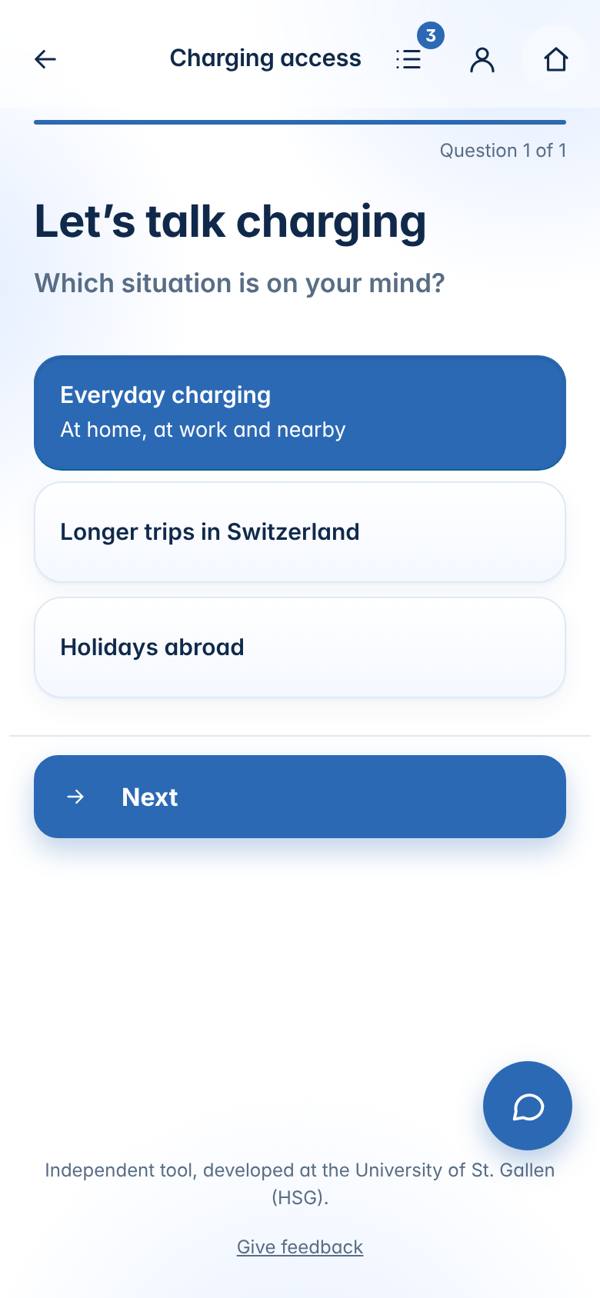 Charging access
3
Question 1 of 1
Let’s talk charging
Which situation is on your mind?
Everyday charging
At home, at work and nearby
Longer trips in Switzerland
Holidays abroad
Next
Independent tool, developed at the University of St. Gallen
(HSG).
Give feedback